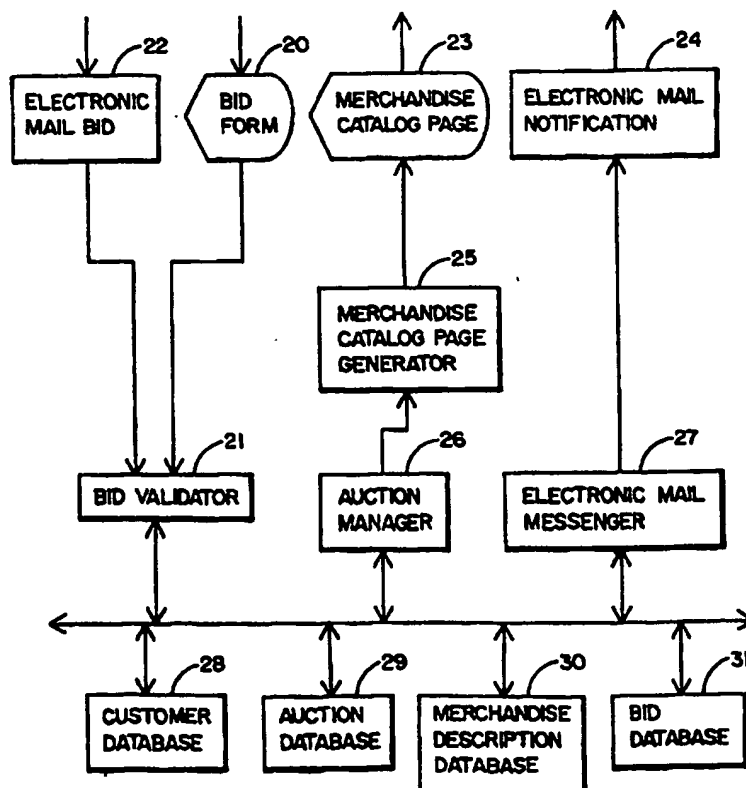 22
20
23
24
ELECTRONIC
MAIL BID
BID
FORM
MERCHANDISE
CATALOG PAGE
ELECTRONIC MAIL
NOTIFICATION
25
MERCHANDISE
CATALOG PAGE
GENERATOR
21
26
27
BID VALIDATOR
AUCTION
MANAGER
ELECTRONIC MAIL
MESSENGER
28
29
30
31
CUSTOMER
DATABASE
AUCTION
DATABASE
MERCHANDISE
DESCRIPTION
DATABASE
BID
DATABASE